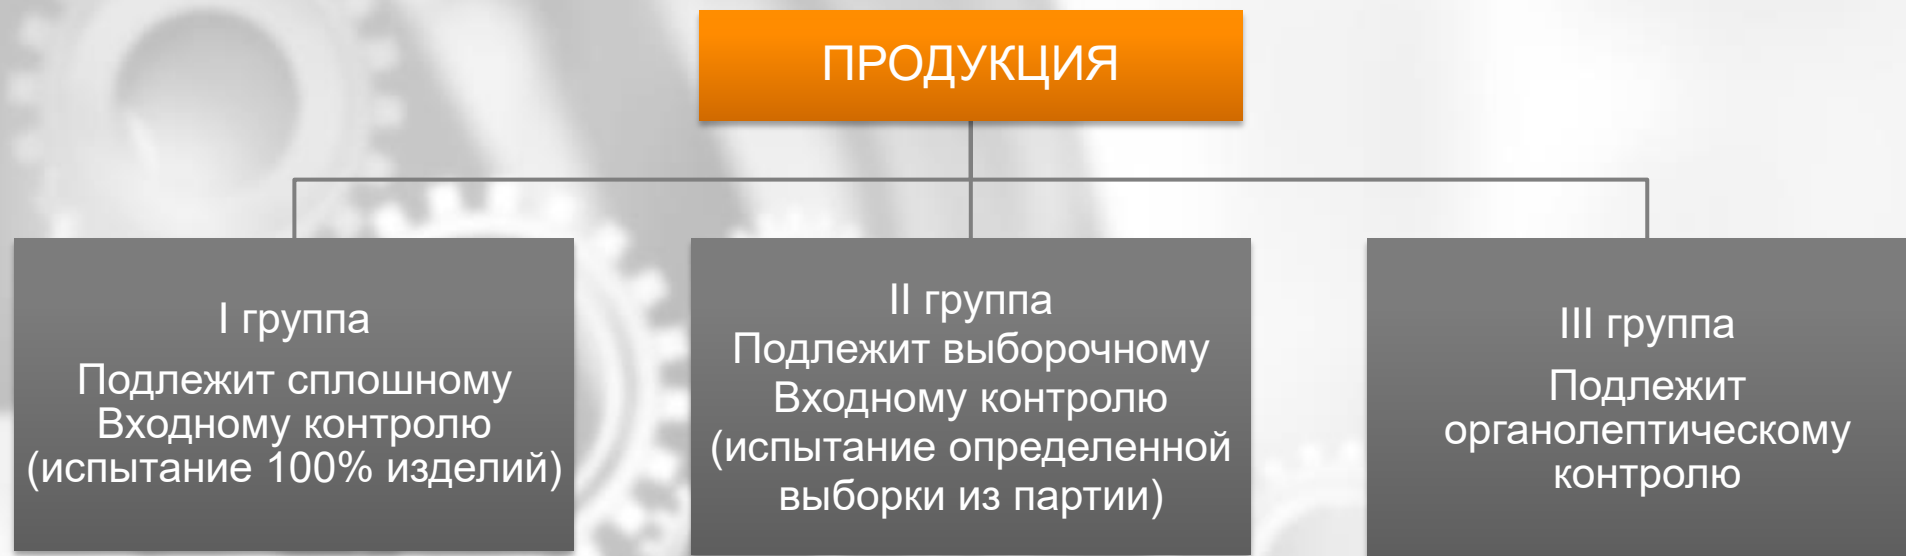 ПРОДУКЦИЯ
I группа
Подлежит сплошному
Входному контролю
(испытание 100% изделий)
II группа
Подлежит выборочному
Входному контролю
(испытание определенной
выборки из партии)
III группа
Подлежит
органолептическому
контролю